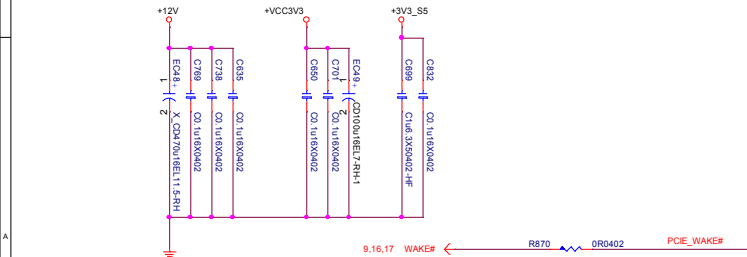 +12V
+VCC3V3
+3V3_S5
EC48
+
1
2
X_CD470u16EL11.5-RH
C769
C0.1u16X0402
C738
C0.1u16X0402
C635
C0.1u16X0402
C650
C0.1u16X0402
C701
C0.1u16X0402
EC49
+
1
2
CD100u16EL7-RH-1
C699
C1u6.3X50402-HF
C832
C0.1u16X0402
A
9,16,17 WAKE# R870 0R0402 PCIE_WAKE#